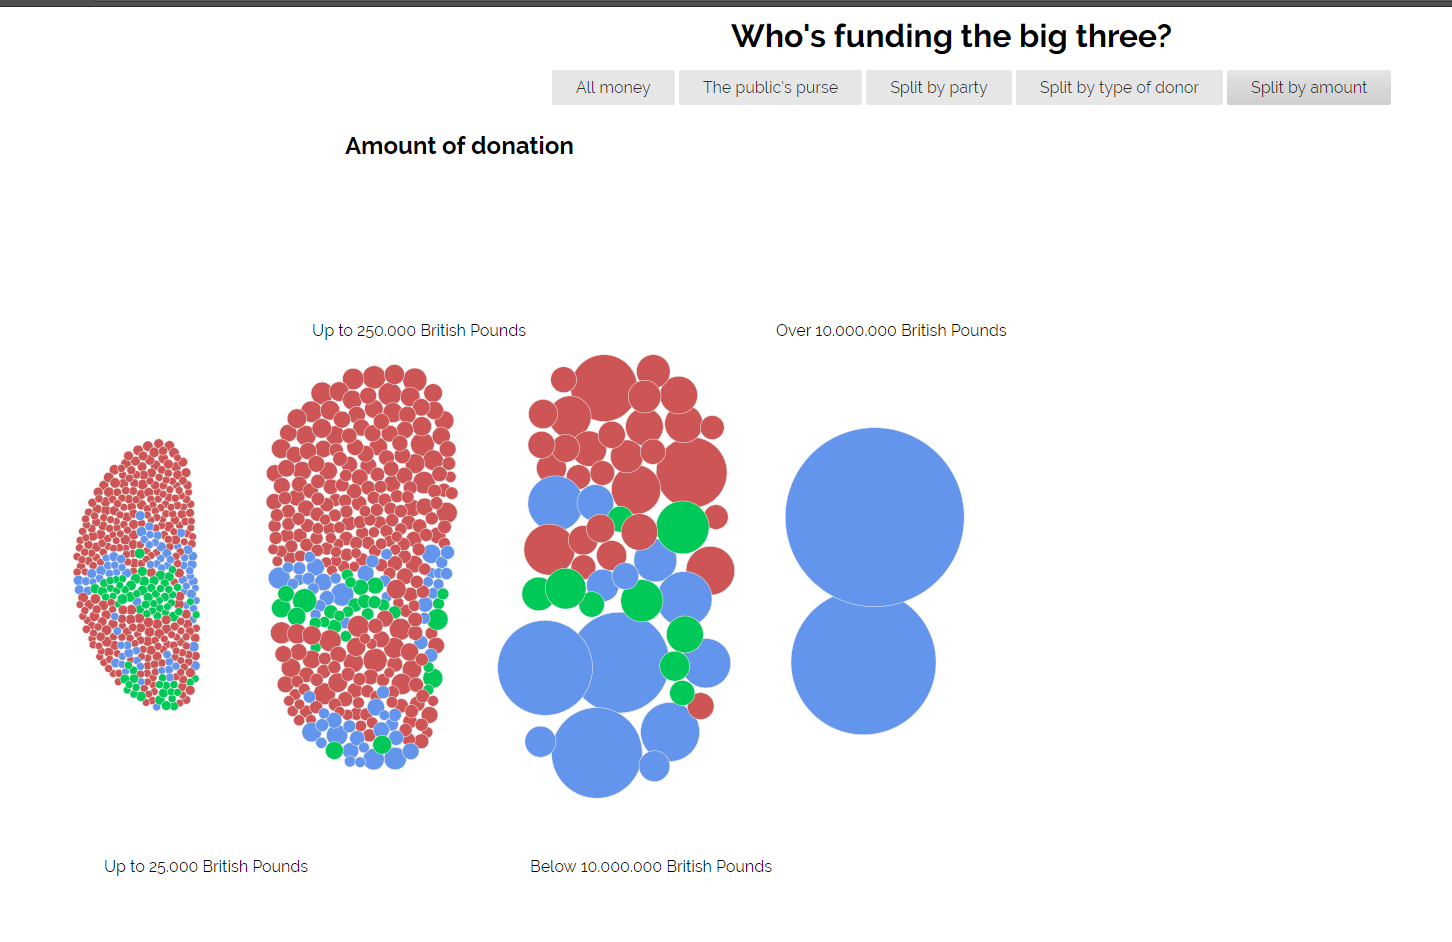 Who's funding the big three?
All money
The public's purse
Split by party
Split by type of donor
Split by amount
Amount of donation
Up to 250.000 British Pounds
Over 10.000.000 British Pounds
Up to 25.000 British Pounds
Below 10.000.000 British Pounds